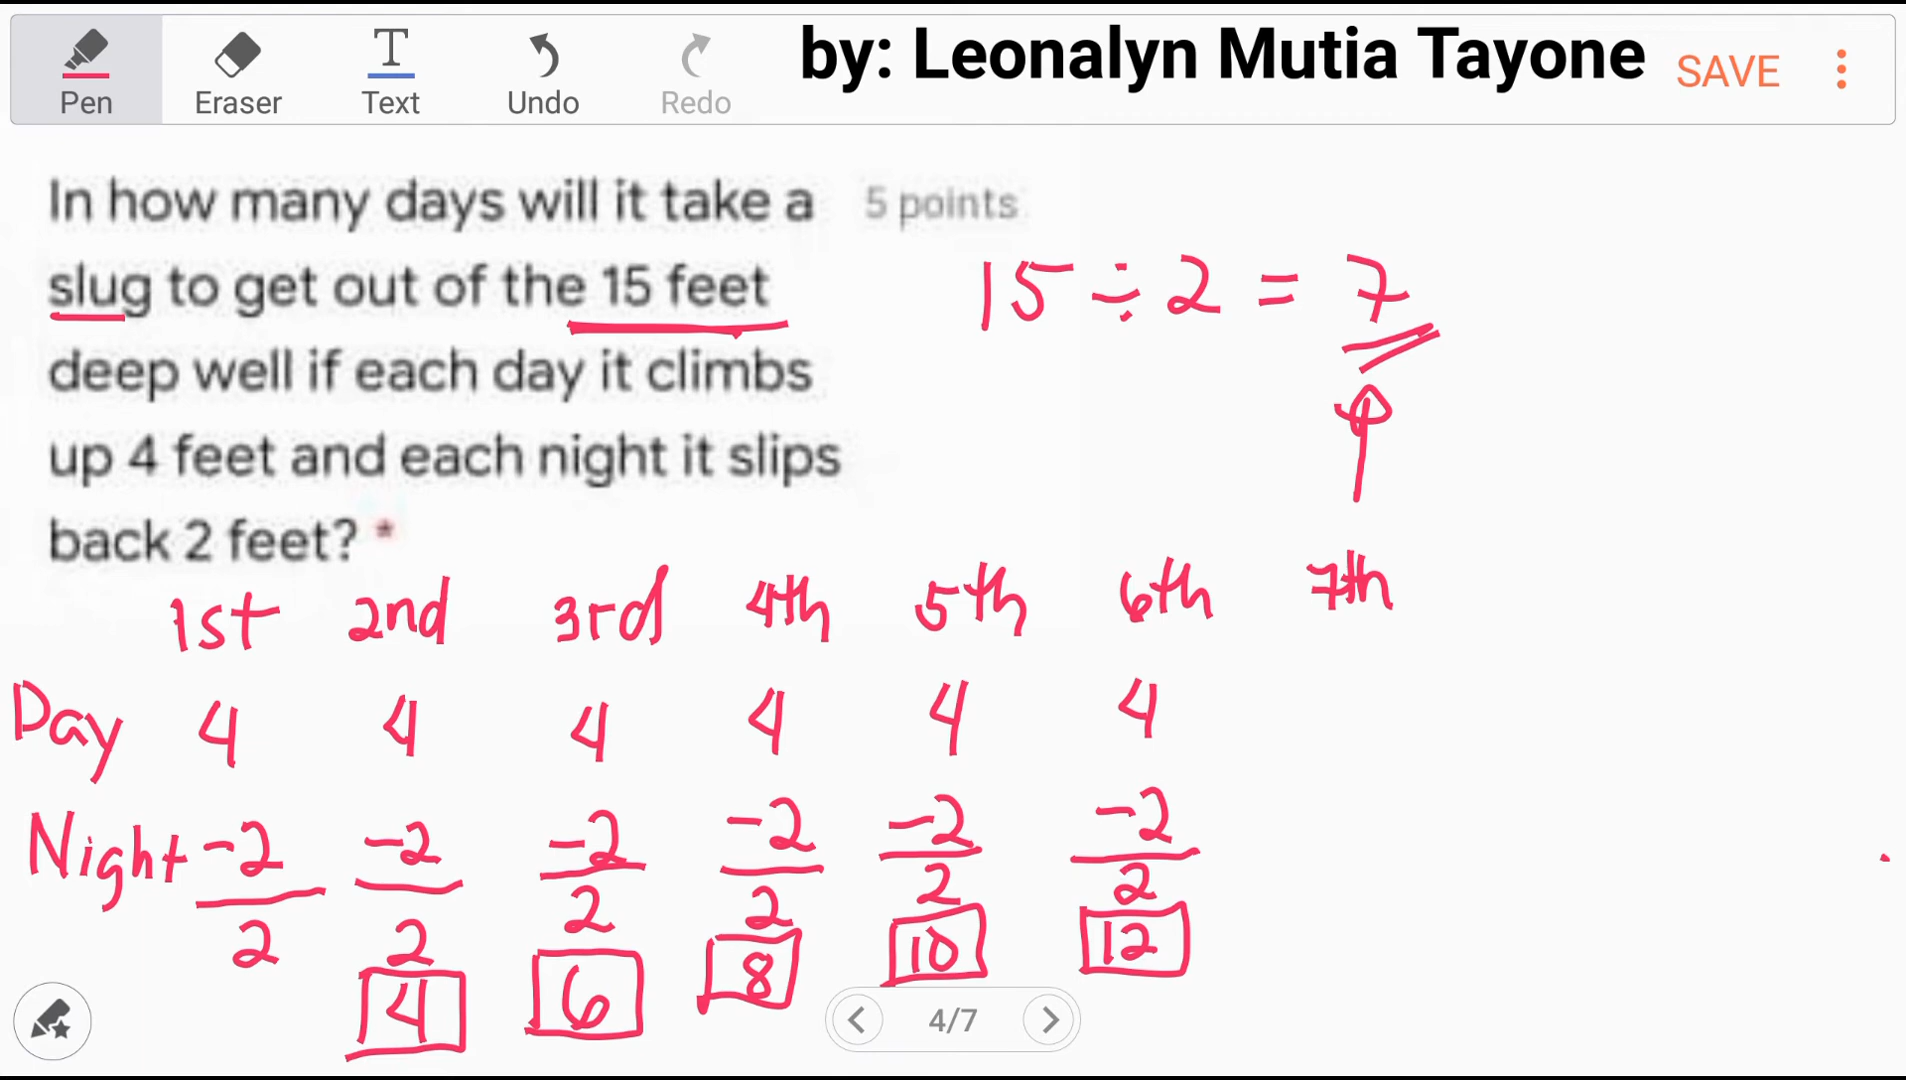 by: Leonalyn Mutia Tayone
Pen Eraser Text Undo Redo SAVE
In how many days will it take a 5 points
slug to get out of the 15 feet
deep well if each day it climbs
up 4 feet and each night it slips
back 2 feet? *
15 ÷ 2 = 7
1st 2nd 3rd 4th 5th 6th 7th
Day 4 4 4 4 4 4
Night -2 -2 -2 -2 -2 -2
2 2 2 2 2 2
4 6 8 10 12
4/7